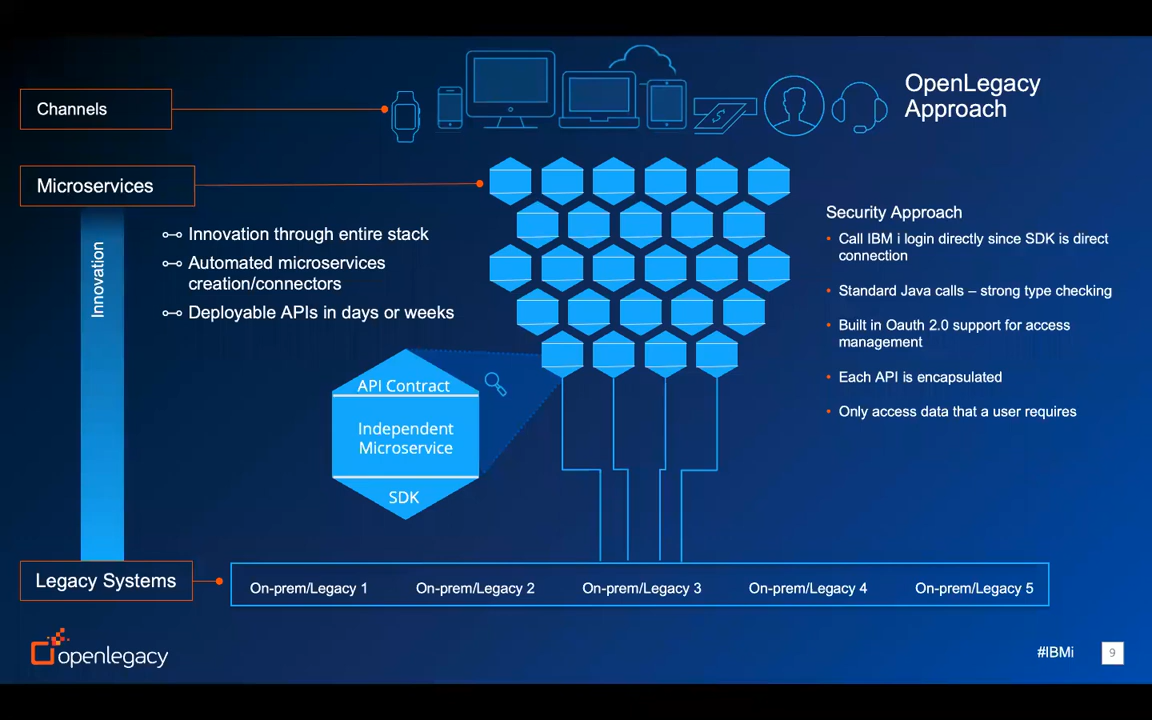 OpenLegacy
Approach
Channels
Microservices
Innovation
Innovation through entire stack
Automated microservices
creation/connectors
Deployable APIs in days or weeks
API Contract
Independent
Microservice
SDK
$
Security Approach
• Call IBM i login directly since SDK is direct
connection
• Standard Java calls – strong type checking
• Built in Oauth 2.0 support for access
management
• Each API is encapsulated
• Only access data that a user requires
Legacy Systems
On-prem/Legacy 1 On-prem/Legacy 2 On-prem/Legacy 3 On-prem/Legacy 4 On-prem/Legacy 5
openlegacy
#IBMi
9